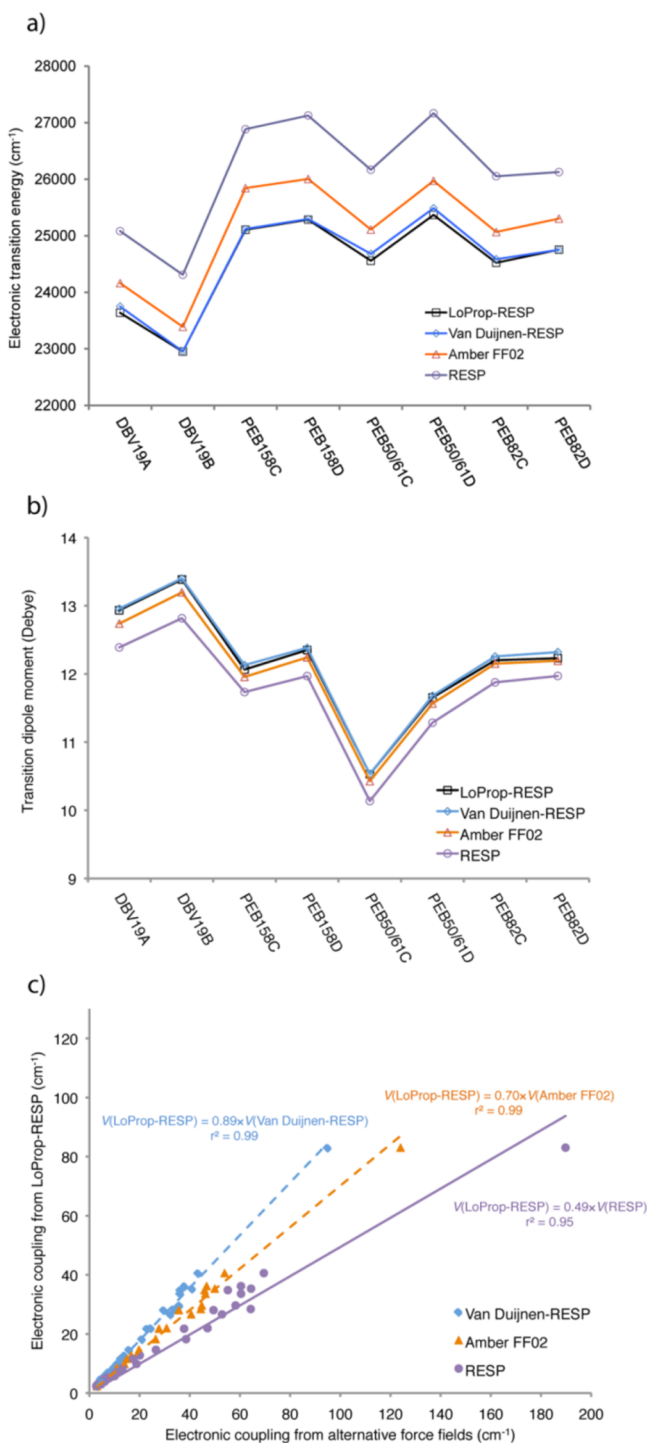 a)
28000
27000
26000
25000
24000
23000
22000
Electronic transition energy (cm⁻¹)
LoProp-RESP
Van Duijnen-RESP
Amber FF02
RESP
DBV19A
DBV19B
PEB158C
PEB158D
PEB50/61C
PEB50/61D
PEB82C
PEB82D
b)
14
13
12
11
10
9
Transition dipole moment (Debye)
LoProp-RESP
Van Duijnen-RESP
Amber FF02
RESP
DBV19A
DBV19B
PEB158C
PEB158D
PEB50/61C
PEB50/61D
PEB82C
PEB82D
c)
120
100
80
60
40
20
0
Electronic coupling from LoProp-RESP (cm⁻¹)
V(LoProp-RESP) = 0.70×V(Amber FF02)
r² = 0.99
V(LoProp-RESP) = 0.89×V(Van Duijnen-RESP)
r² = 0.99
V(LoProp-RESP) = 0.49×V(RESP)
r² = 0.95
Van Duijnen-RESP
Amber FF02
RESP
0 20 40 60 80 100 120 140 160 180 200
Electronic coupling from alternative force fields (cm⁻¹)